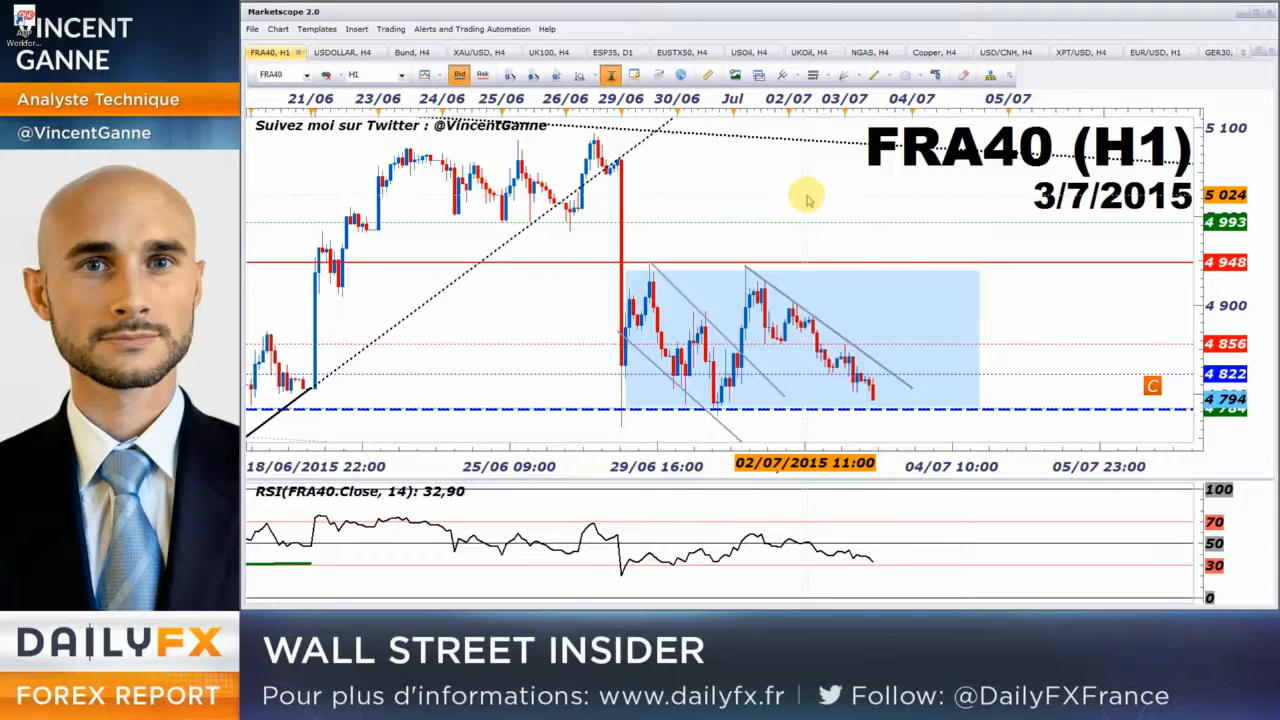 VINCENT
GANNE
Analyste Technique
@VincentGanne
Marketscope 2.0
File Chart Templates Insert Trading Alerts and Trading Automation Help
FRA40, H1 USDOLLAR, H4 Bund, H4 XAU/USD, H4 UK100, H4 ESP35, D1 EUSTX50, H4 USOil, H4 UKOil, H4 NGAS, H4 Copper, H4 USD/CNH, H4 XPT/USD, H4 EUR/USD, H1 GER30,
FRA40 H1 Bid Ask
21/06 23/06 24/06 25/06 26/06 29/06 30/06 Jul 02/07 03/07 04/07 05/07
Suivez moi sur Twitter : @VincentGanne
FRA40 (H1)
3/7/2015
5 100
5 024
4 993
4 948
4 900
4 856
4 822
C
4 794
18/06/2015 22:00 25/06 09:00 29/06 16:00 02/07/2015 11:00 04/07 10:00 05/07 23:00
RSI(FRA40.Close, 14): 32,90
100
70
50
30
0
DAILYFX
FOREX REPORT
WALL STREET INSIDER
Pour plus d'informations: www.dailyfx.fr | Follow: @DailyFXFrance